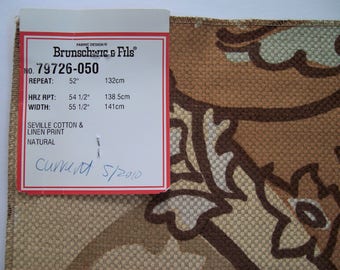 FABRIC DESIGN ®
BRUNSCHWIG & FILS®
NO. 79726-050
REPEAT: 52" 132cm
HRZ RPT: 54 1/2" 138.5cm
WIDTH: 55 1/2" 141cm
SEVILLE COTTON &
LINEN PRINT
NATURAL
Current 5/2010